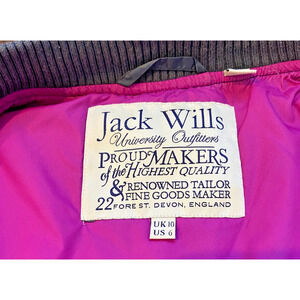 Jack Wills
University Outfitters
PROUD MAKERS
of the HIGHEST QUALITY
& RENOWNED TAILOR
FINE GOODS MAKER
22 FORE ST. DEVON, ENGLAND
UK 10
US 6